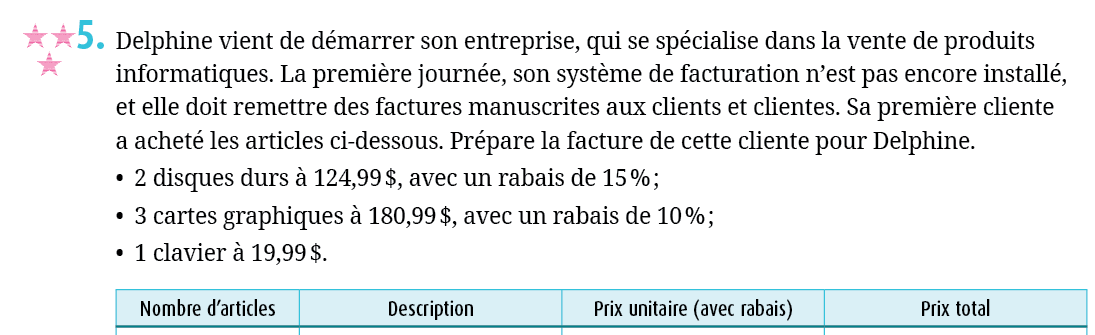 5. Delphine vient de démarrer son entreprise, qui se spécialise dans la vente de produits
informatiques. La première journée, son système de facturation n’est pas encore installé,
et elle doit remettre des factures manuscrites aux clients et clientes. Sa première cliente
a acheté les articles ci-dessous. Prépare la facture de cette cliente pour Delphine.
• 2 disques durs à 124,99 $, avec un rabais de 15 % ;
• 3 cartes graphiques à 180,99 $, avec un rabais de 10 % ;
• 1 clavier à 19,99 $.
Nombre d’articles Description Prix unitaire (avec rabais) Prix total